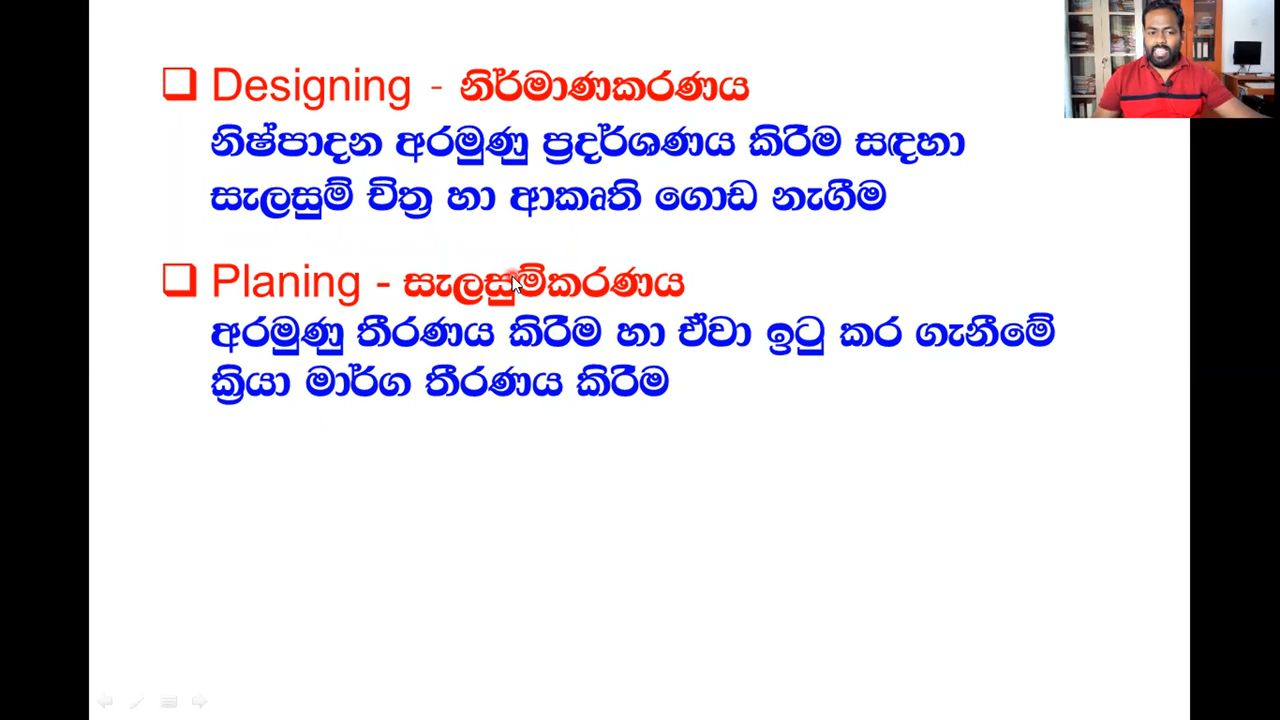 Designing - නිර්මාණකරණය
නිෂ්පාදන අරමුණු ප්‍රදර්ශණය කිරීම සඳහා
සැලසුම් චිත්‍ර හා ආකෘති ගොඩ නැගීම
Planing - සැලසුම්කරණය
අරමුණු තීරණය කිරීම හා ඒවා ඉටු කර ගැනීමේ
ක්‍රියා මාර්ග තීරණය කිරීම